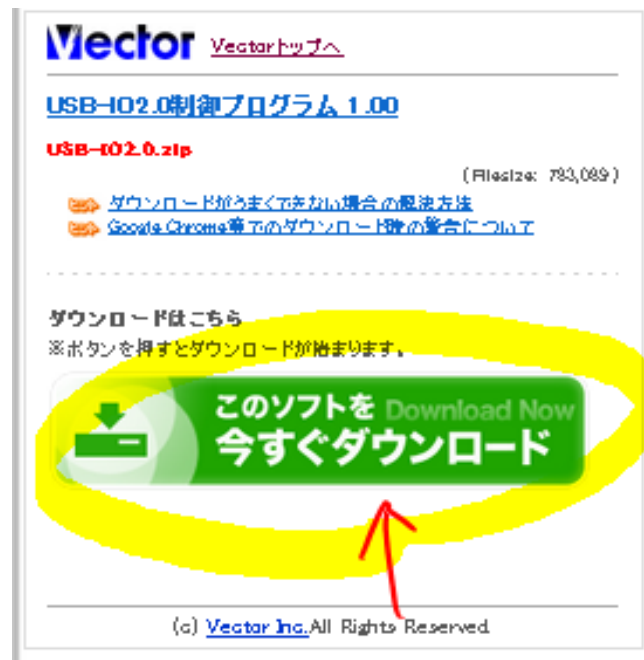 Vector Vectorトップへ
USB-IO2.0制御プログラム 1.00
USB-IO2.0.zip
(Filesize: 783,089)
ダウンロードがうまくできない場合の解決方法
Google Chrome等でのダウンロード時の警告について
ダウンロードはこちら
※ボタンを押すとダウンロードが始まります。
このソフトを Download Now
今すぐダウンロード
(c) Vector Inc.All Rights Reserved.